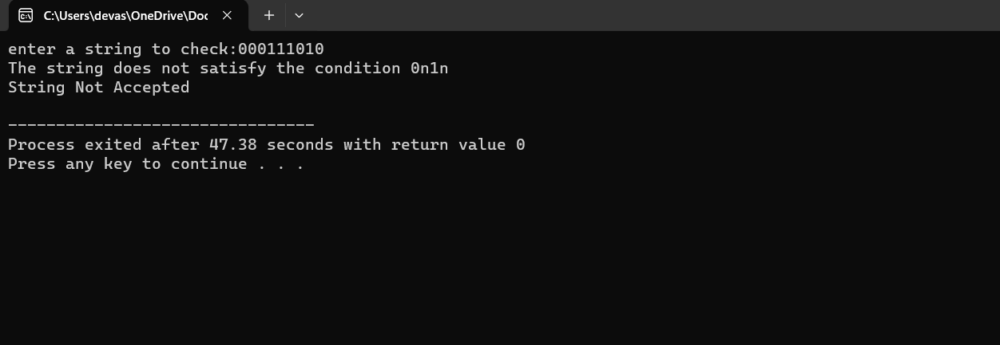 C:\Users\devas\OneDrive\Doc
enter a string to check:000111010
The string does not satisfy the condition 0n1n
String Not Accepted
--------------------------------
Process exited after 47.38 seconds with return value 0
Press any key to continue . . .